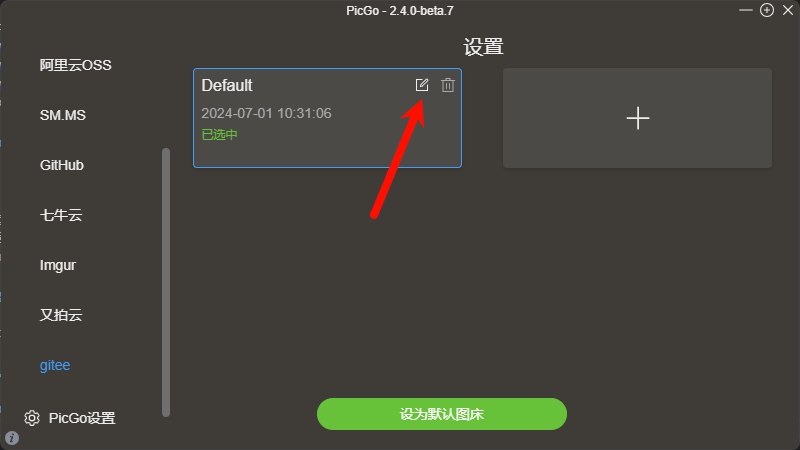 PicGo - 2.4.0-beta.7
设置
阿里云OSS
SM.MS
GitHub
七牛云
Imgur
又拍云
gitee
PicGo设置
Default
2024-07-01 10:31:06
已选中
设为默认图床